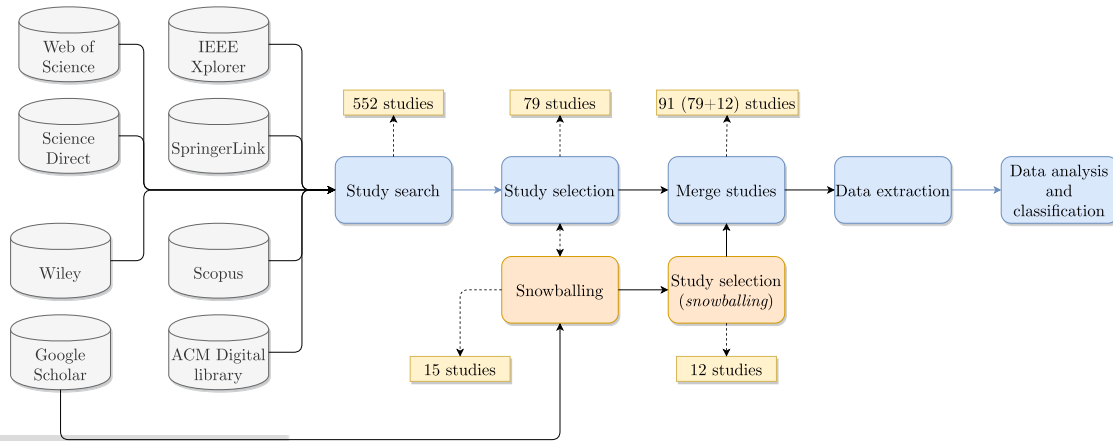 Web of
Science
IEEE
Xplorer
Science
Direct
SpringerLink
Wiley
Scopus
Google
Scholar
ACM Digital
library
552 studies
79 studies
91 (79+12) studies
Study search
Study selection
Merge studies
Data extraction
Data analysis
and
classification
Snowballing
Study selection
(snowballing)
15 studies
12 studies